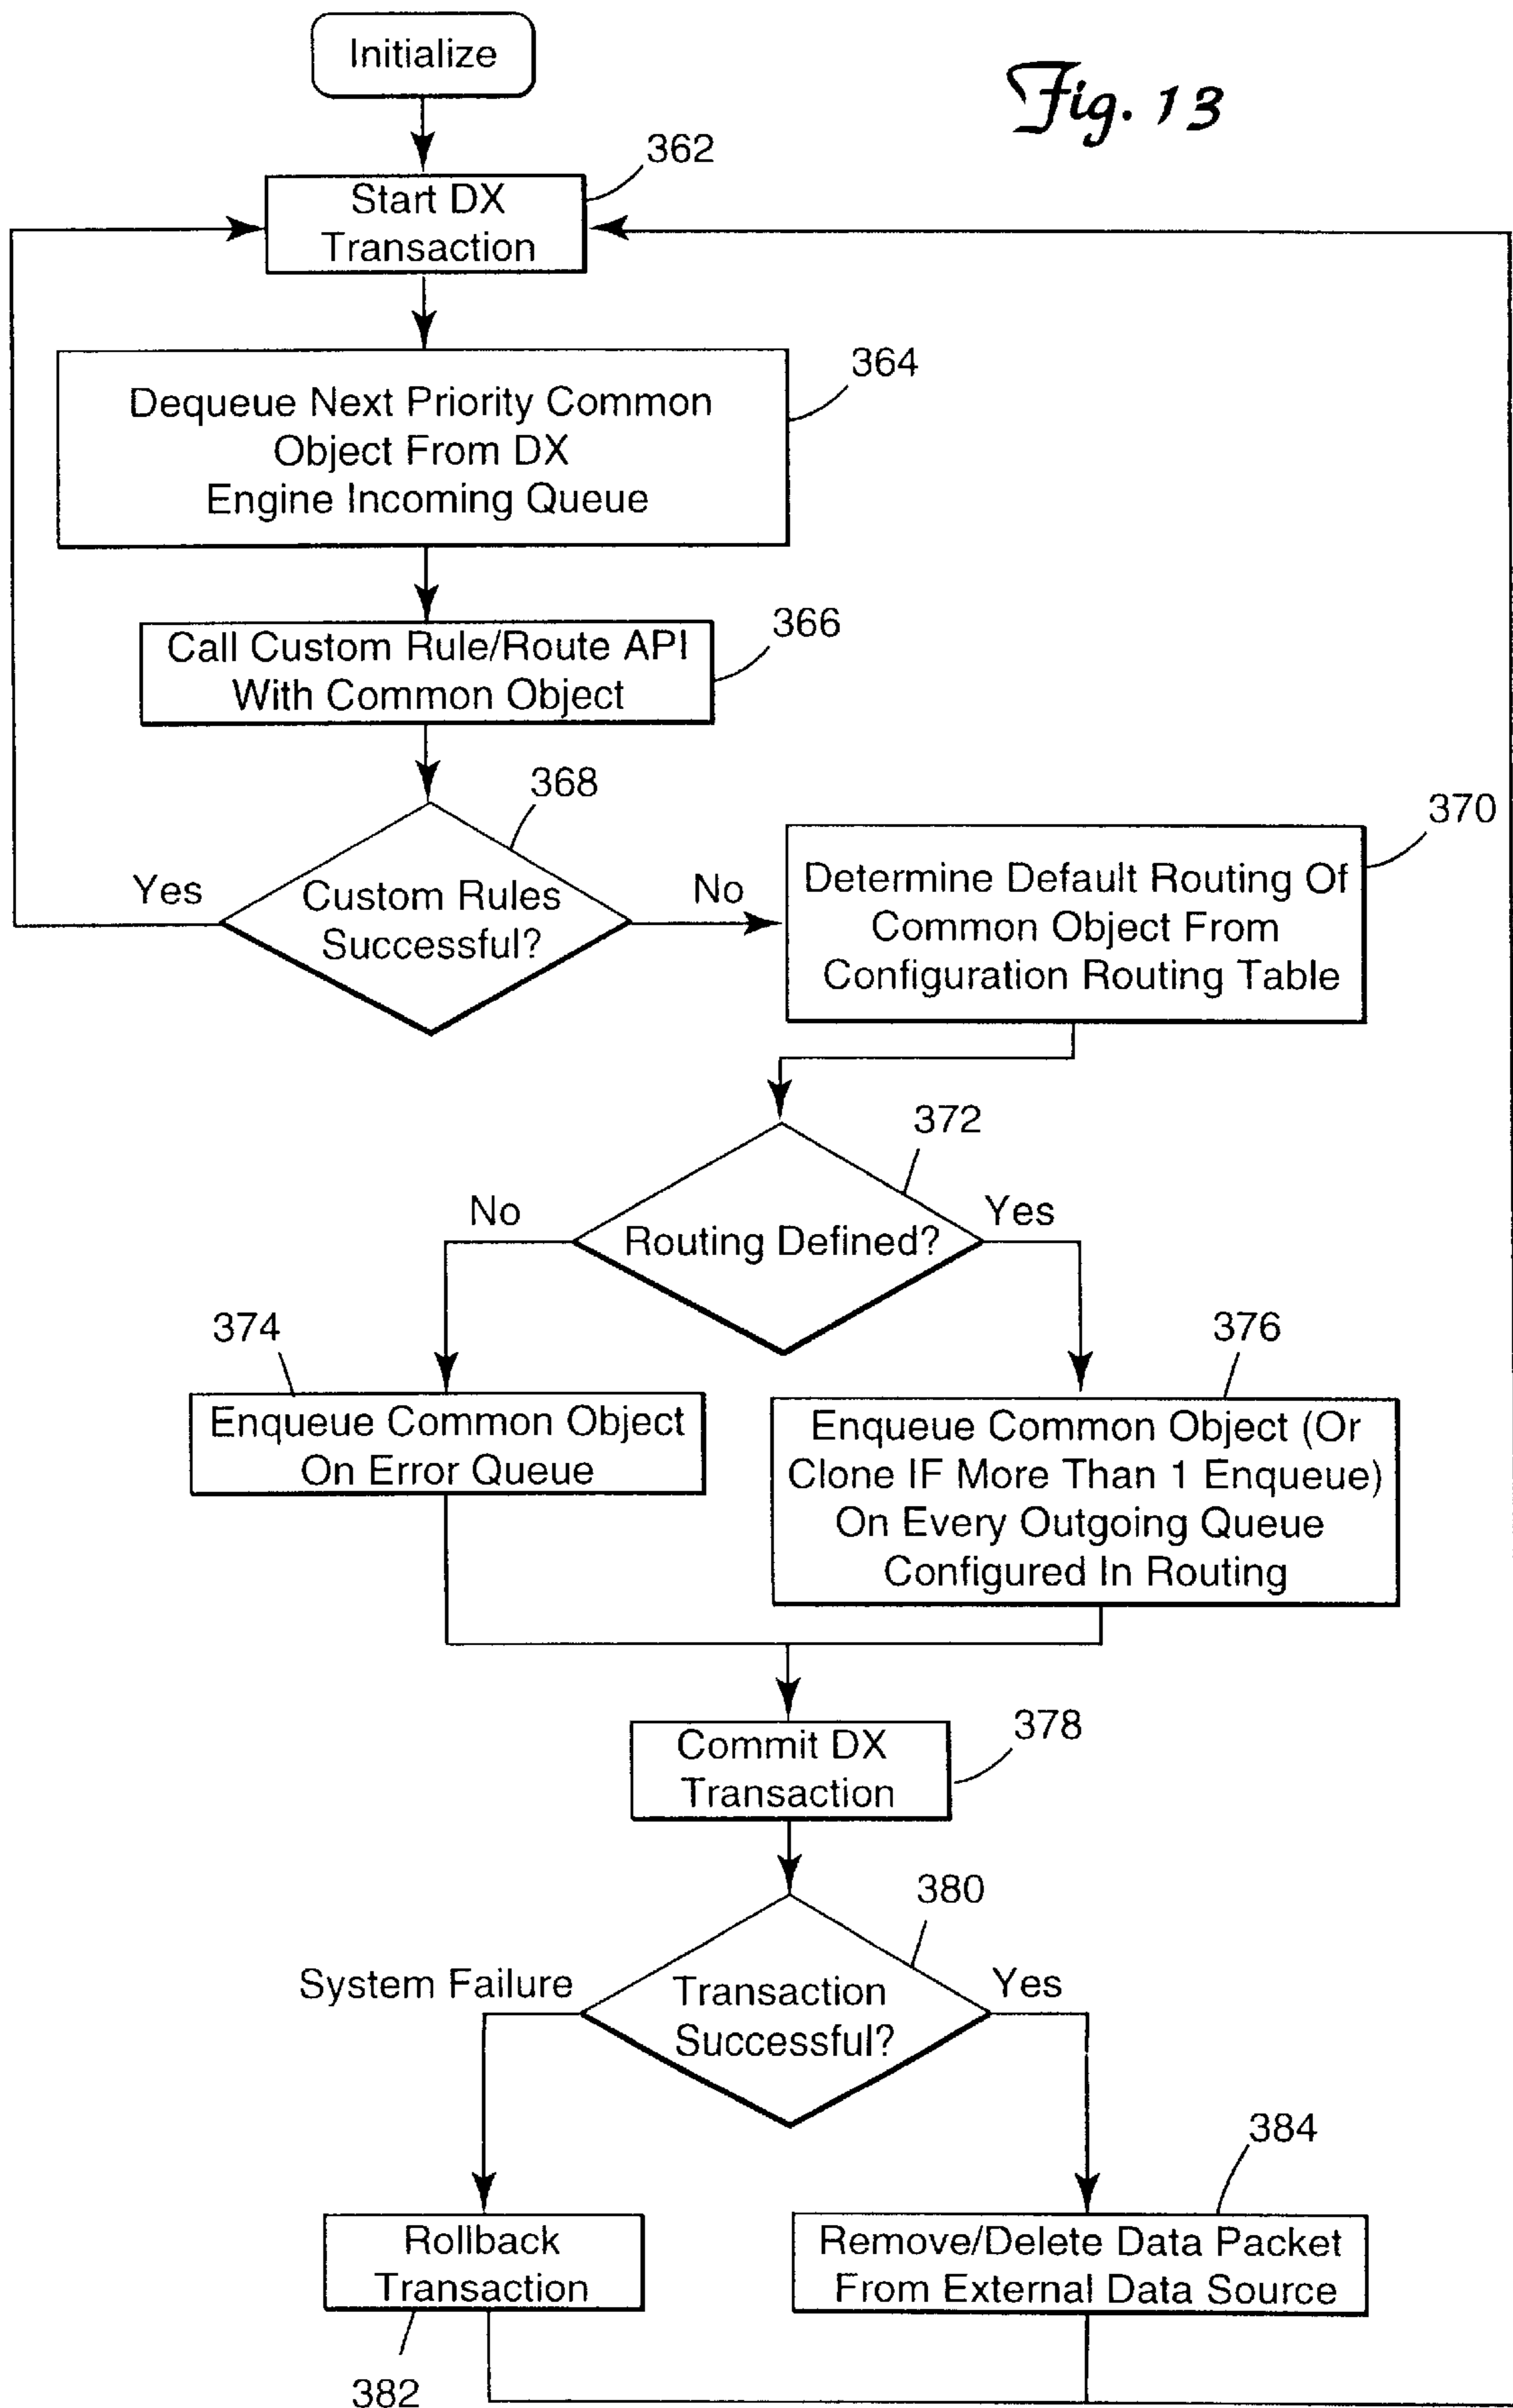 Initialize
Fig. 13
362
Start DX
Transaction
364
Dequeue Next Priority Common
Object From DX
Engine Incoming Queue
366
Call Custom Rule/Route API
With Common Object
368
370
Yes
Custom Rules
Successful?
No
Determine Default Routing Of
Common Object From
Configuration Routing Table
372
No
Routing Defined?
Yes
374
376
Enqueue Common Object
On Error Queue
Enqueue Common Object (Or
Clone IF More Than 1 Enqueue)
On Every Outgoing Queue
Configured In Routing
378
Commit DX
Transaction
380
System Failure
Transaction
Successful?
Yes
384
Rollback
Transaction
Remove/Delete Data Packet
From External Data Source
382